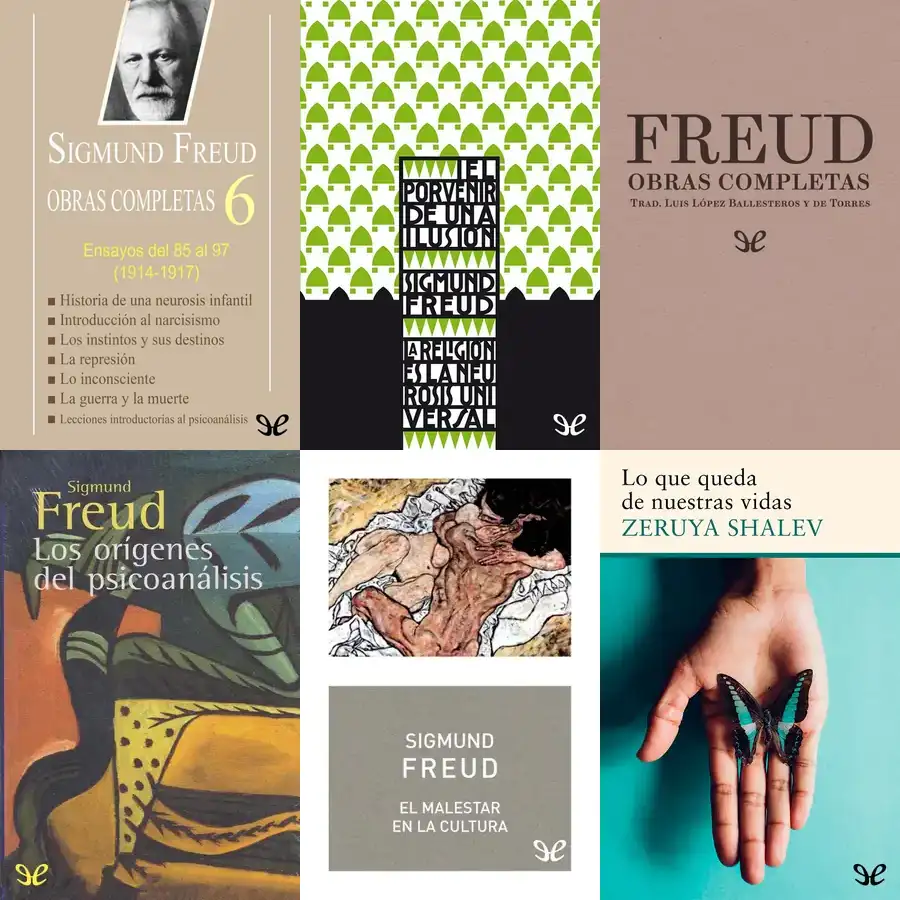 SIGMUND FREUD
OBRAS COMPLETAS 6
Ensayos del 85 al 97
(1914-1917)
■ Historia de una neurosis infantil
■ Introducción al narcisismo
■ Los instintos y sus destinos
■ La represión
■ Lo inconsciente
■ La guerra y la muerte
■ Lecciones introductorias al psicoanálisis
EL
PORVENIR
DE UNA
ILUSIÓN
SIGMUND
FREUD
LA RELIGIÓN
ES LA NEU
ROSIS UNI
VERSAL
FREUD
OBRAS COMPLETAS
TRAD. LUIS LÓPEZ BALLESTEROS Y DE TORRES
Sigmund
Freud
Los orígenes
del psicoanálisis
SIGMUND
FREUD
EL MALESTAR
EN LA CULTURA
Lo que queda
de nuestras vidas
ZERUYA SHALEV